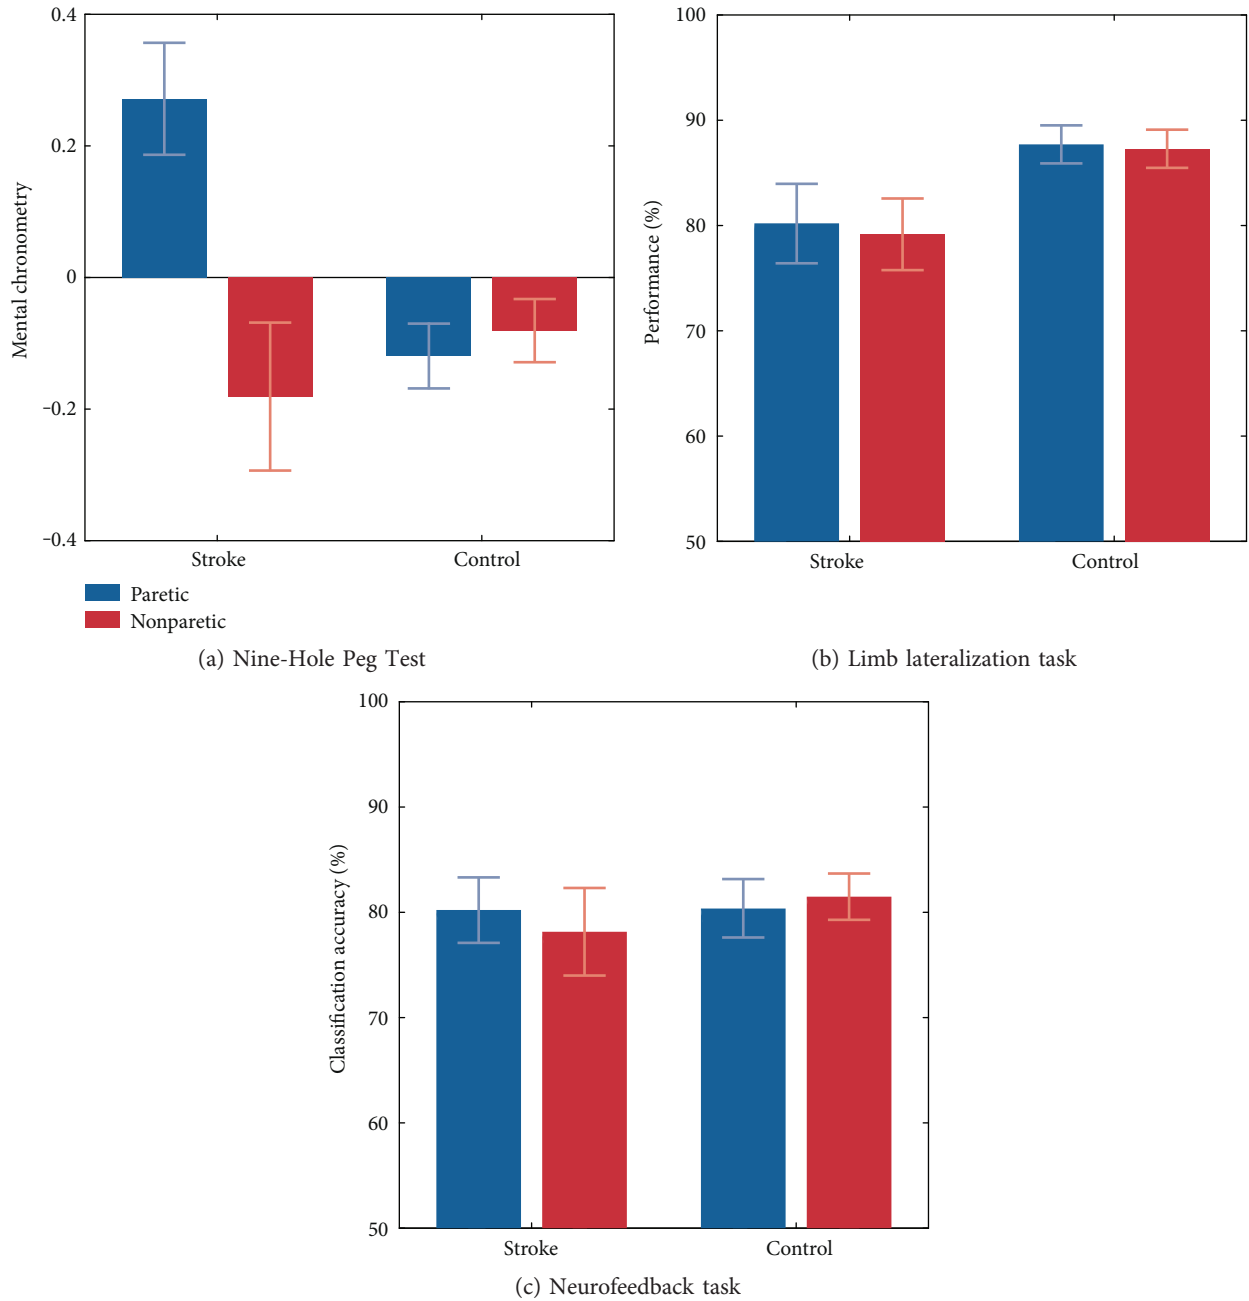 0.4
0.2
0
-0.2
-0.4
Mental chronometry
Stroke
Control
Paretic
Nonparetic
(a) Nine-Hole Peg Test
100
90
80
70
60
50
Performance (%)
Stroke
Control
(b) Limb lateralization task
100
90
80
70
60
50
Classification accuracy (%)
Stroke
Control
(c) Neurofeedback task